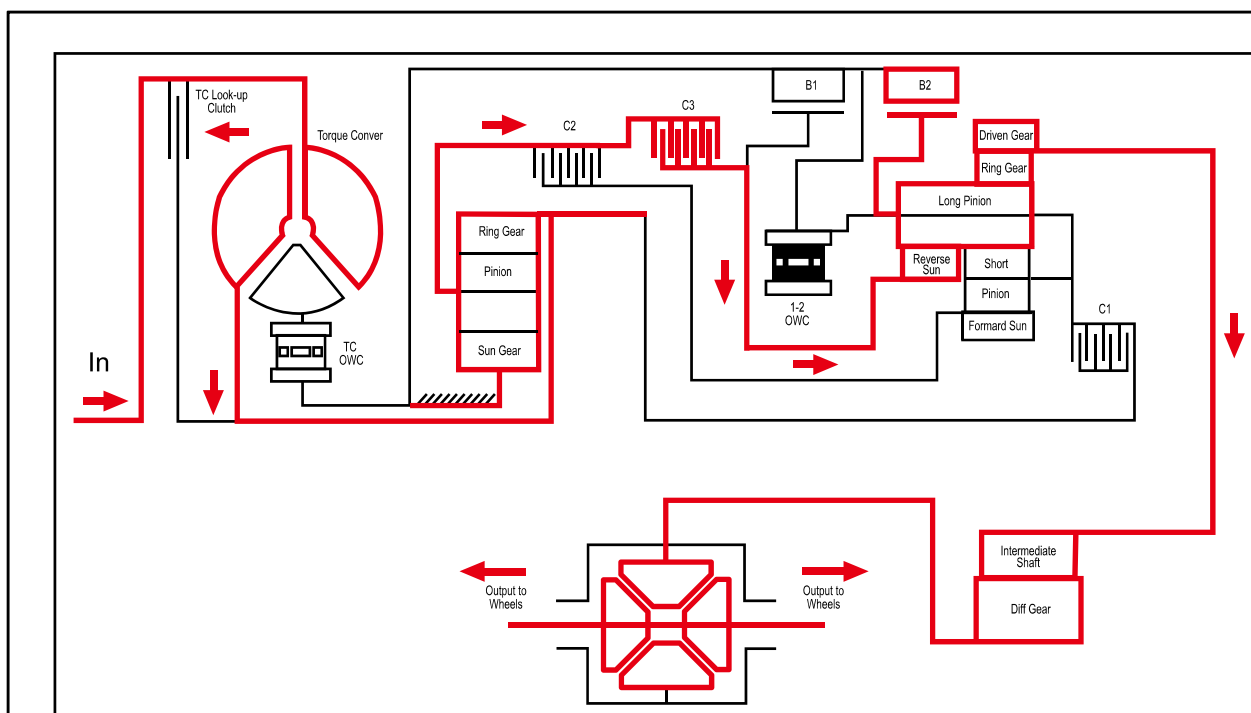 TC Look-up
Clutch
Torque Conver
C2
C3
B1
B2
Driven Gear
Ring Gear
Long Pinion
Reverse
Sun
Short
Pinion
Formard Sun
C1
Ring Gear
Pinion
Sun Gear
1-2
OWC
TC
OWC
In
Intermediate
Shaft
Diff Gear
Output to
Wheels
Output to
Wheels